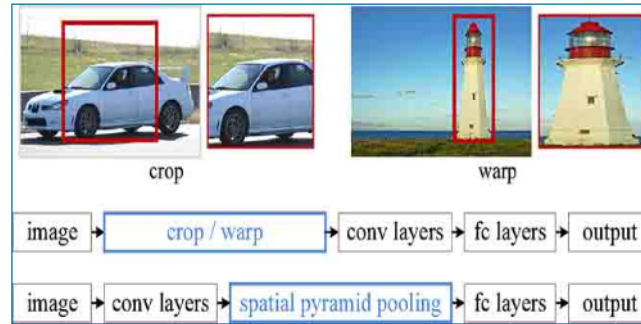 crop
warp
image crop / warp conv layers fc layers output
image conv layers spatial pyramid pooling fc layers output